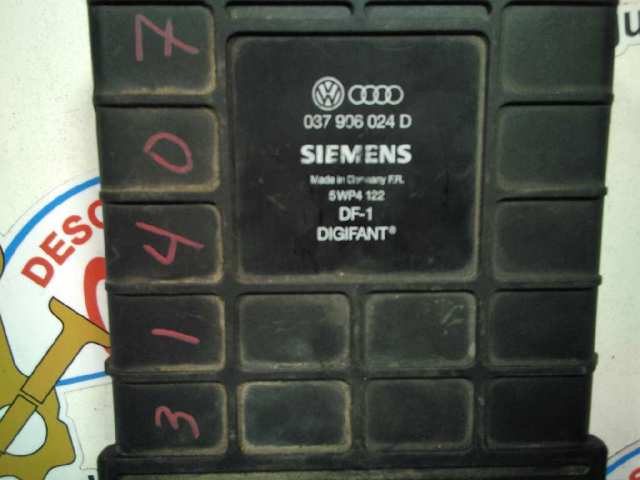 7
0
4
1
3
037 906 024 D
SIEMENS
Made in Germany F.R.
5WP4 122
DF-1
DIGIFANT®
DESC